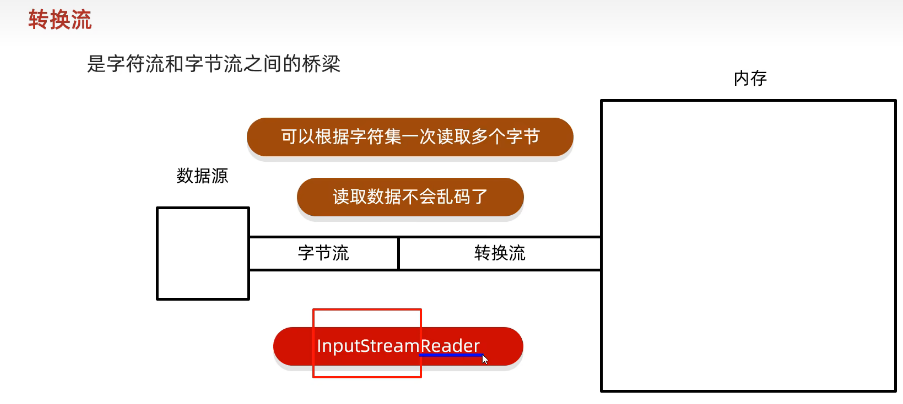 转换流
是字符流和字节流之间的桥梁
内存
可以根据字符集一次读取多个字节
数据源
读取数据不会乱码了
字节流
转换流
InputStreamReader